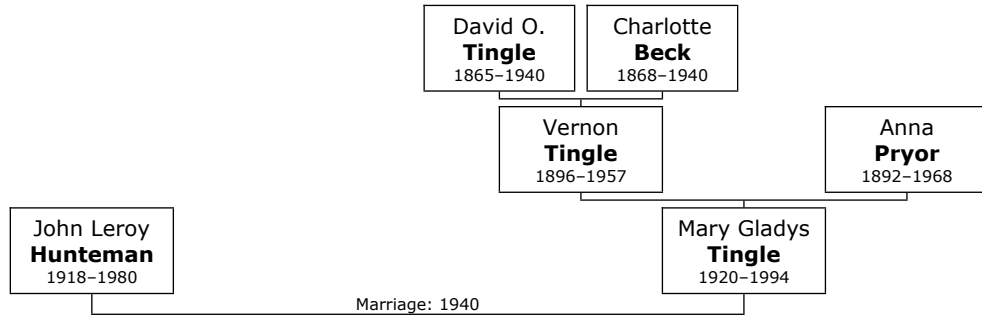 David O.
Tingle
1865–1940
Charlotte
Beck
1868–1940
Vernon
Tingle
1896–1957
Anna
Pryor
1892–1968
John Leroy
Hunteman
1918–1980
Mary Gladys
Tingle
1920–1994
Marriage: 1940